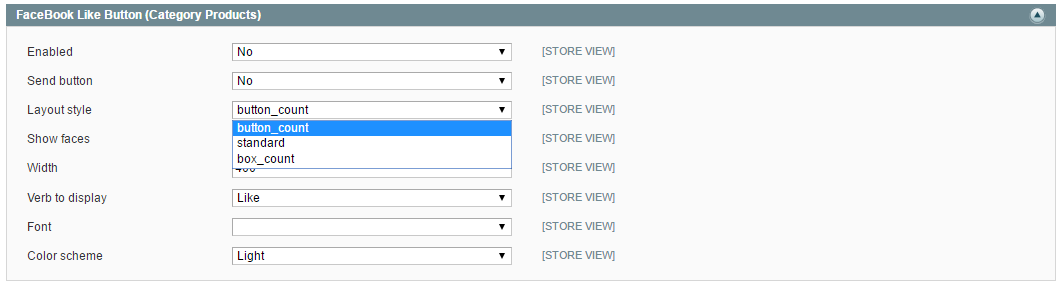 FaceBook Like Button (Category Products)
Enabled No [STORE VIEW]
Send button No [STORE VIEW]
Layout style button_count [STORE VIEW]
button_count
Show faces [STORE VIEW]
standard
box_count
Width [STORE VIEW]
Verb to display Like [STORE VIEW]
Font [STORE VIEW]
Color scheme Light [STORE VIEW]